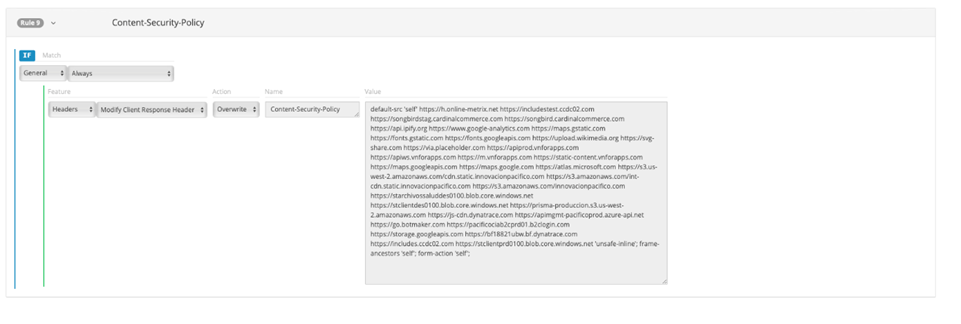 Rule 9 Content-Security-Policy
IF Match
General Always
Feature Action Name Value
Headers Modify Client Response Header Overwrite Content-Security-Policy
default-src 'self' https://h.online-metrix.net https://includestest.ccdc02.com
https://songbirdstag.cardinalcommerce.com https://songbird.cardinalcommerce.com
https://api.ipify.org https://www.google-analytics.com https://maps.gstatic.com
https://fonts.gstatic.com https://fonts.googleapis.com https://upload.wikimedia.org https://svg-
share.com https://via.placeholder.com https://apiprod.vnforapps.com
https://apiws.vnforapps.com https://m.vnforapps.com https://static-content.vnforapps.com
https://maps.googleapis.com https://maps.google.com https://atlas.microsoft.com https://s3.us-
west-2.amazonaws.com/cdn.static.innovacionpacifico.com https://s3.amazonaws.com/int-
cdn.static.innovacionpacifico.com https://s3.amazonaws.com/innovacionpacifico.com
https://starchivossaluddes0100.blob.core.windows.net
https://stclientdes0100.blob.core.windows.net https://prisma-produccion.s3.us-west-
2.amazonaws.com https://js-cdn.dynatrace.com https://apimgmt-pacificoprod.azure-api.net
https://go.botmaker.com https://pacificociab2cprd01.b2clogin.com
https://storage.googleapis.com https://bf18821ubw.bf.dynatrace.com
https://includes.ccdc02.com https://stclientprd0100.blob.core.windows.net 'unsafe-inline'; frame-
ancestors 'self'; form-action 'self';